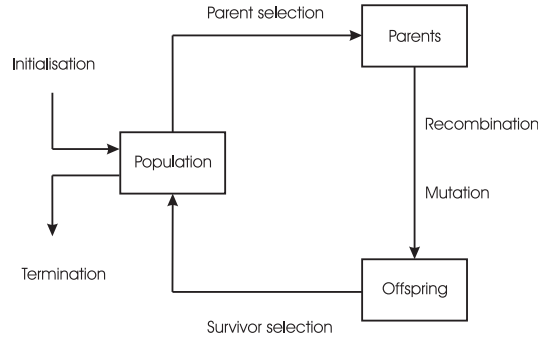 Parent selection
Parents
Initialisation
Recombination
Population
Mutation
Termination
Offspring
Survivor selection